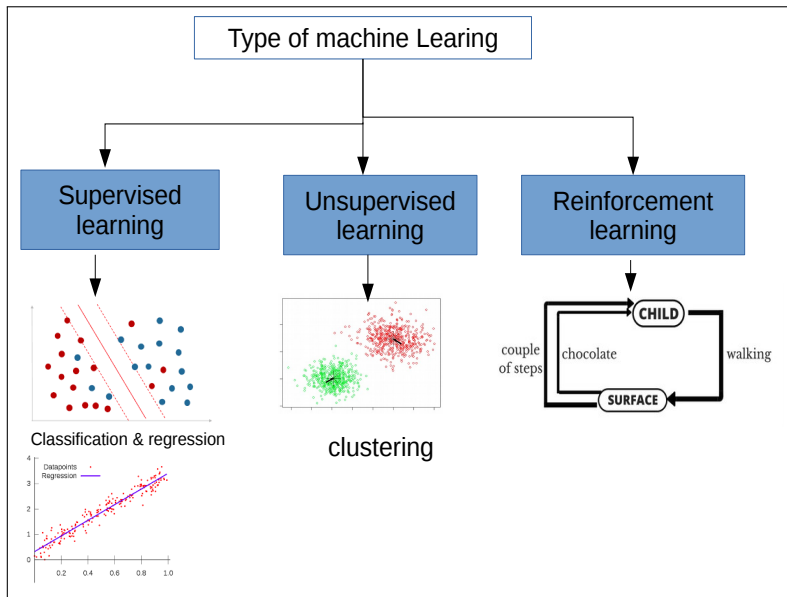 Type of machine Learing
Supervised
learning
Unsupervised
learning
Reinforcement
learning
Classification & regression
4
3
2
1
0
Datapoints
Regression
0.2 0.4 0.6 0.8 1.0
clustering
CHILD
couple
of steps
chocolate
walking
SURFACE